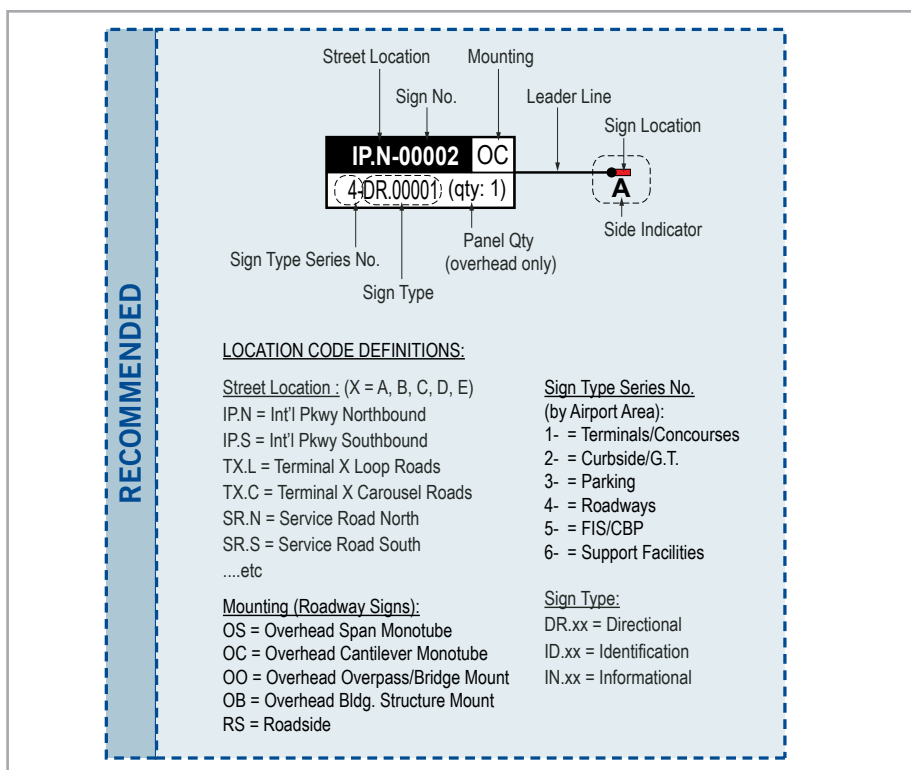 RECOMMENDED
Street Location
Mounting
Sign No.
Leader Line
Sign Location
IP.N-00002 OC
4-DR.00001 (qty: 1)
A
Side Indicator
Sign Type Series No.
Panel Qty
(overhead only)
Sign Type
LOCATION CODE DEFINITIONS:
Street Location : (X = A, B, C, D, E)
IP.N = Int'l Pkwy Northbound
IP.S = Int'l Pkwy Southbound
TX.L = Terminal X Loop Roads
TX.C = Terminal X Carousel Roads
SR.N = Service Road North
SR.S = Service Road South
....etc
Mounting (Roadway Signs):
OS = Overhead Span Monotube
OC = Overhead Cantilever Monotube
OO = Overhead Overpass/Bridge Mount
OB = Overhead Bldg. Structure Mount
RS = Roadside
Sign Type Series No.
(by Airport Area):
1- = Terminals/Concourses
2- = Curbside/G.T.
3- = Parking
4- = Roadways
5- = FIS/CBP
6- = Support Facilities
Sign Type:
DR.xx = Directional
ID.xx = Identification
IN.xx = Informational